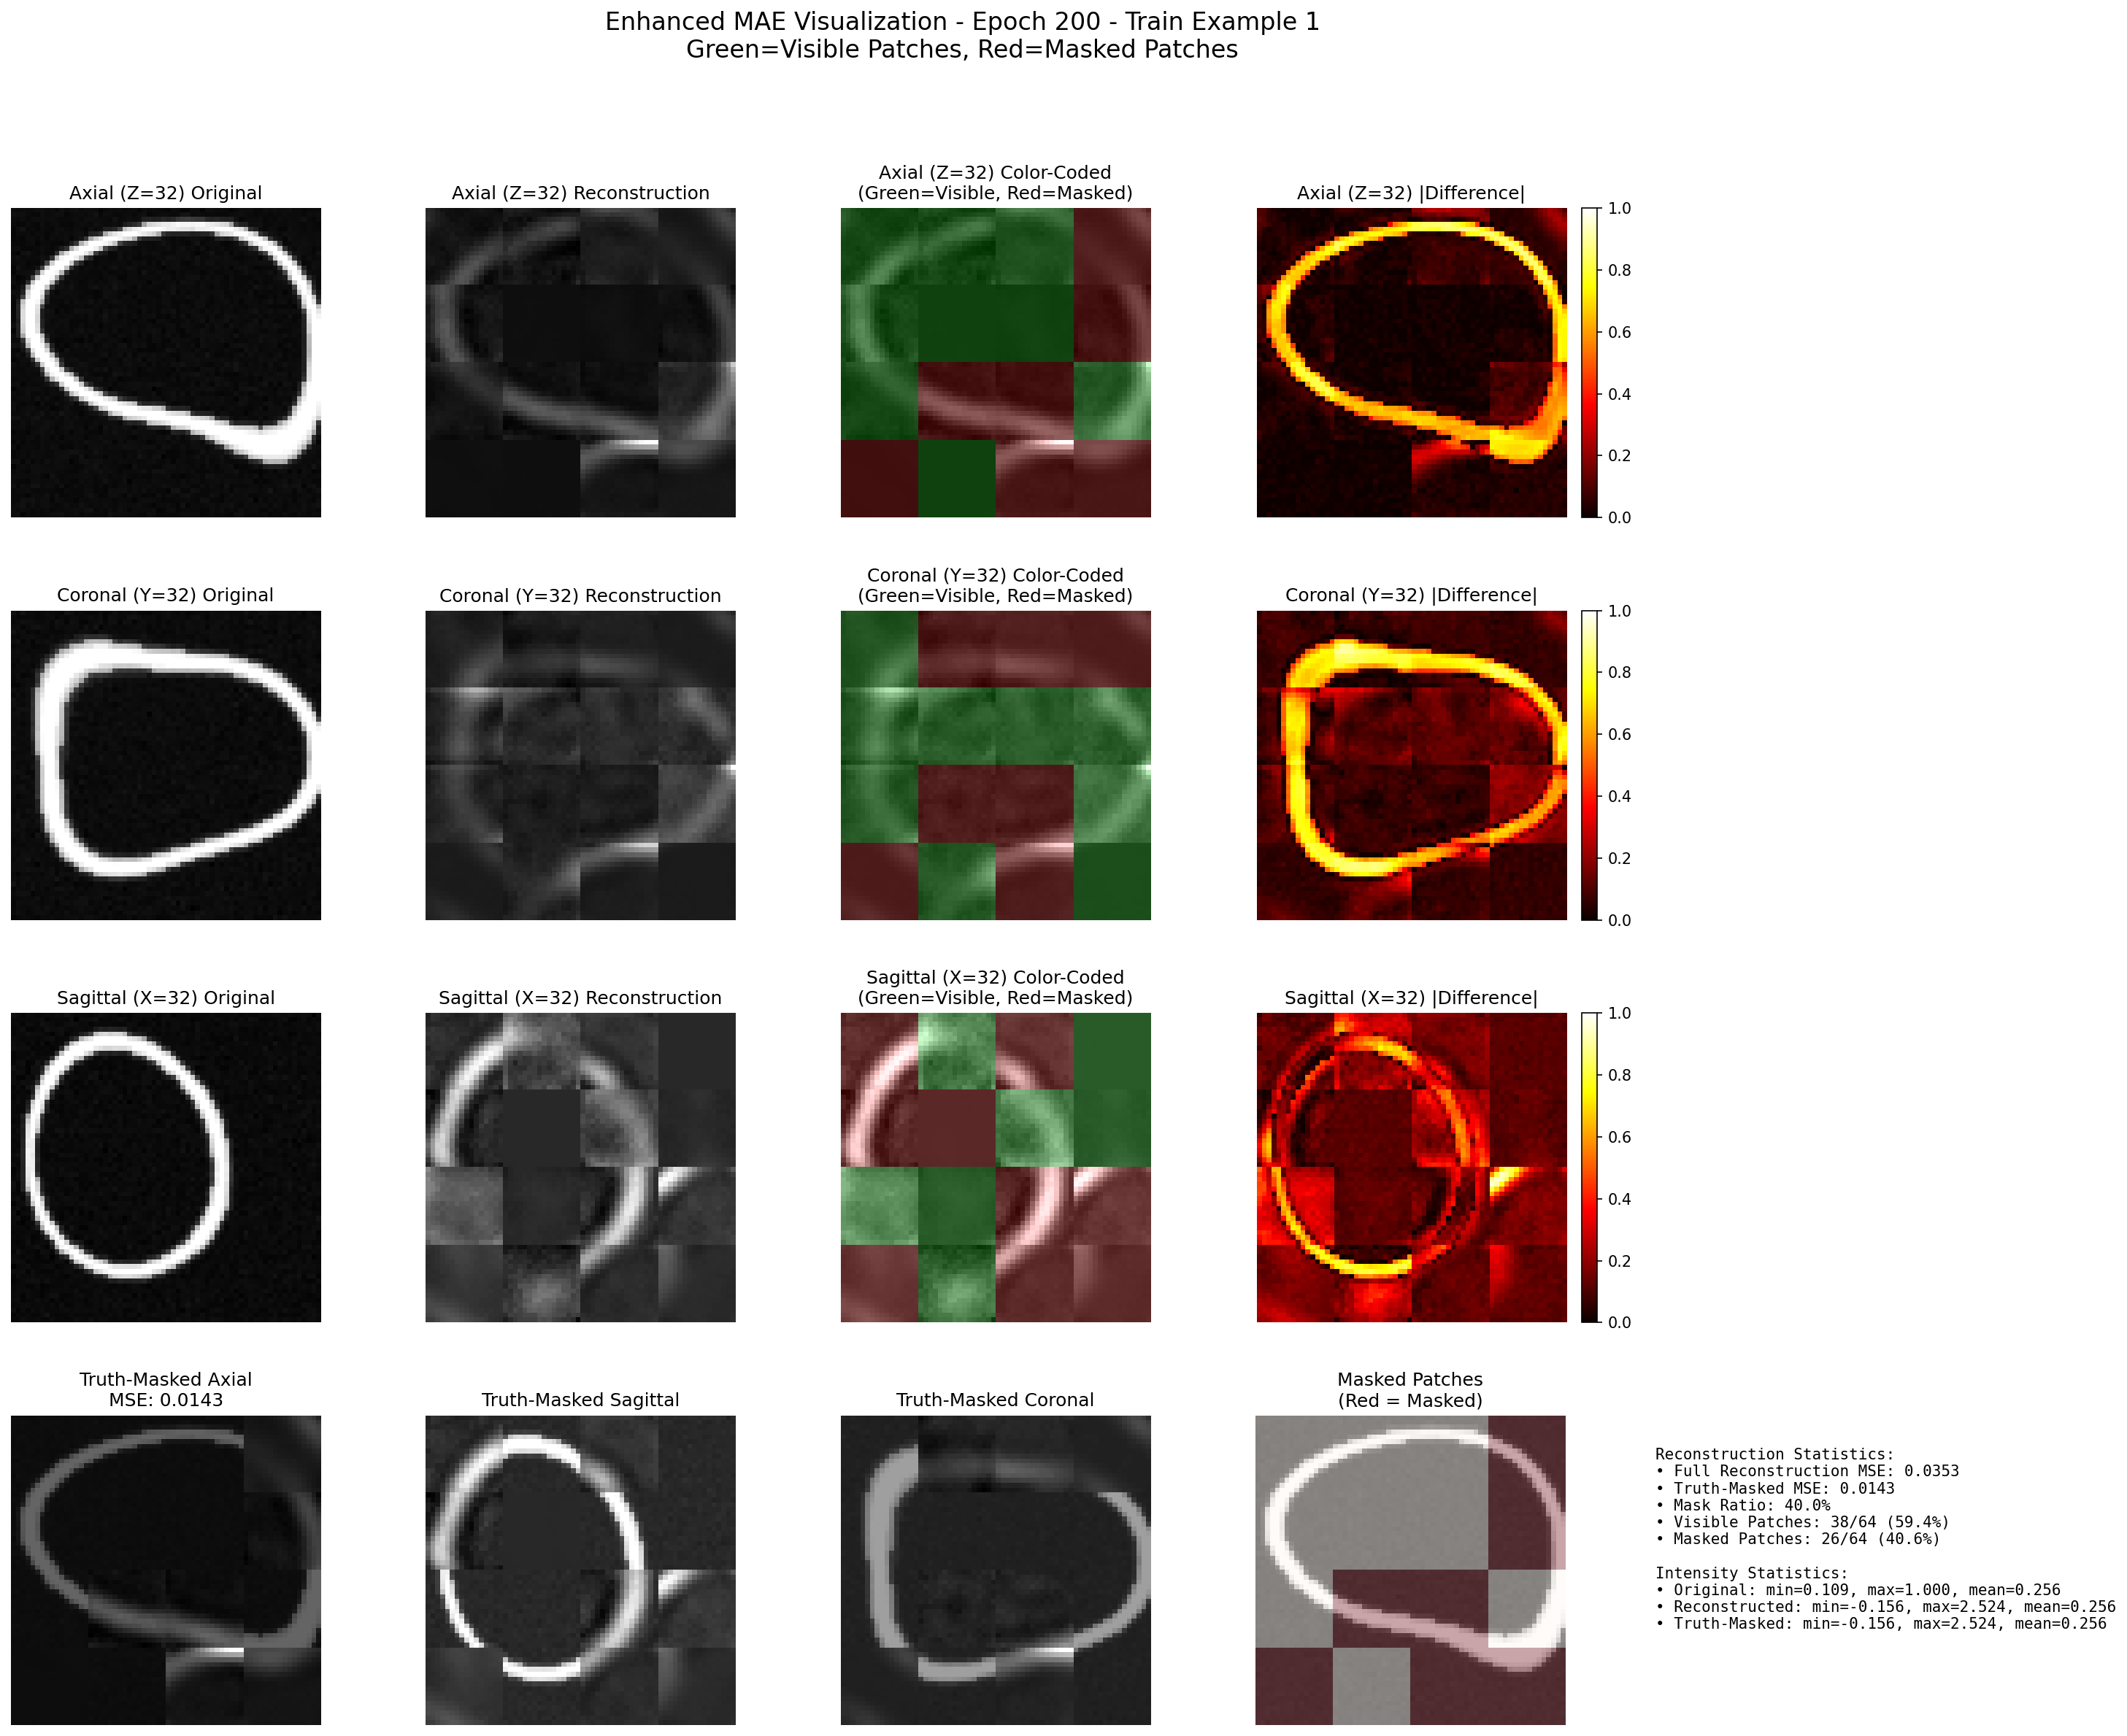 Enhanced MAE Visualization - Epoch 200 - Train Example 1
Green=Visible Patches, Red=Masked Patches
Axial (Z=32) Original
Axial (Z=32) Reconstruction
Axial (Z=32) Color-Coded
(Green=Visible, Red=Masked)
Axial (Z=32) |Difference|
1.0
0.8
0.6
0.4
0.2
0.0
Coronal (Y=32) Original
Coronal (Y=32) Reconstruction
Coronal (Y=32) Color-Coded
(Green=Visible, Red=Masked)
Coronal (Y=32) |Difference|
1.0
0.8
0.6
0.4
0.2
0.0
Sagittal (X=32) Original
Sagittal (X=32) Reconstruction
Sagittal (X=32) Color-Coded
(Green=Visible, Red=Masked)
Sagittal (X=32) |Difference|
1.0
0.8
0.6
0.4
0.2
0.0
Truth-Masked Axial
MSE: 0.0143
Truth-Masked Sagittal
Truth-Masked Coronal
Masked Patches
(Red = Masked)
Reconstruction Statistics:
• Full Reconstruction MSE: 0.0353
• Truth-Masked MSE: 0.0143
• Mask Ratio: 40.0%
• Visible Patches: 38/64 (59.4%)
• Masked Patches: 26/64 (40.6%)
Intensity Statistics:
• Original: min=0.109, max=1.000, mean=0.256
• Reconstructed: min=-0.156, max=2.524, mean=0.256
• Truth-Masked: min=-0.156, max=2.524, mean=0.256